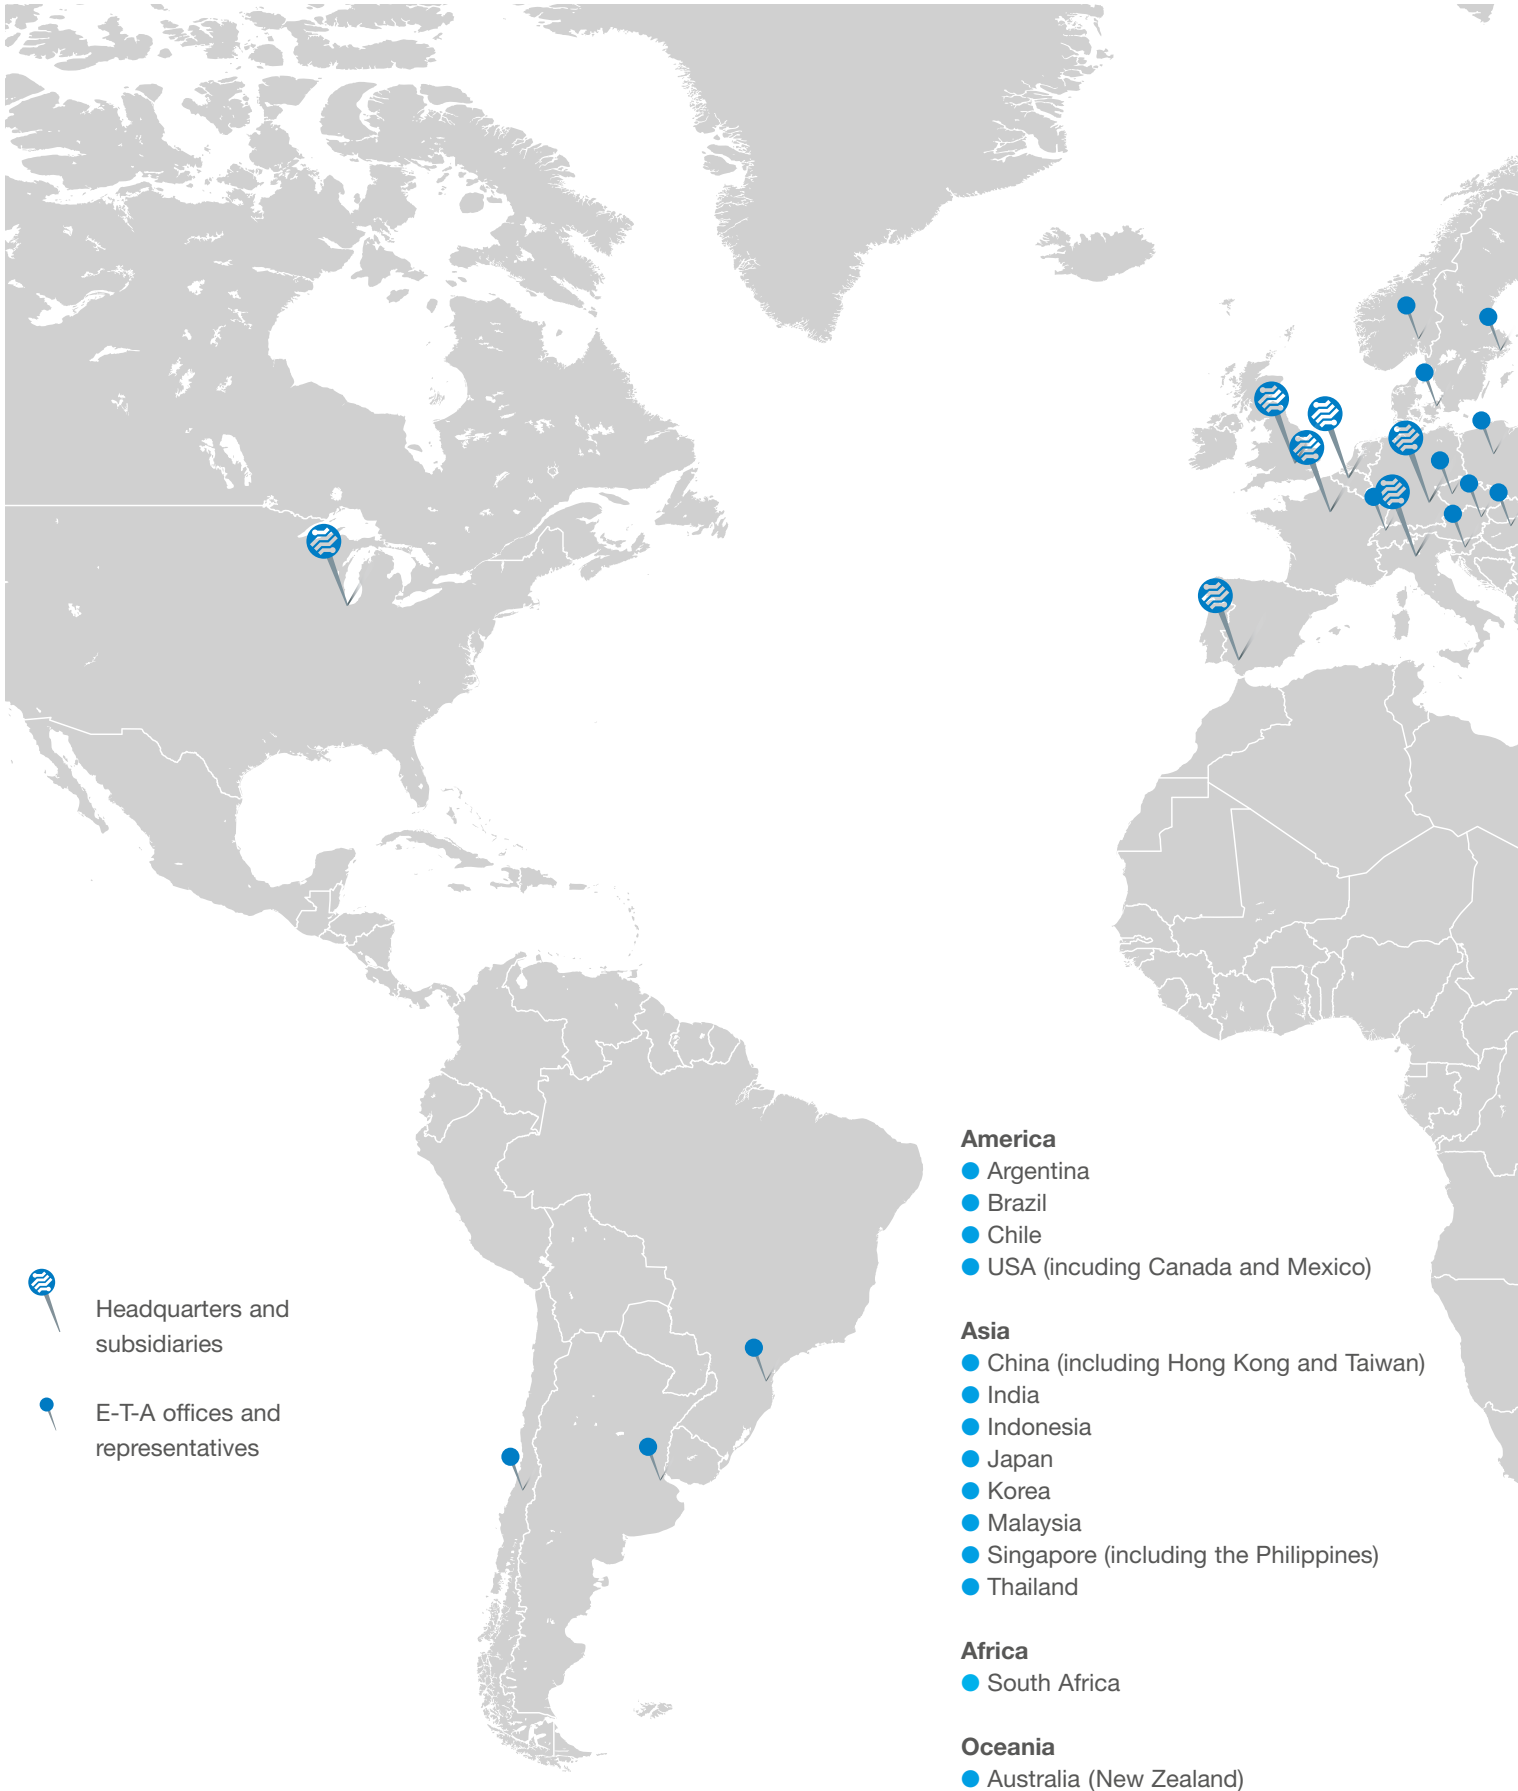 America
Argentina
Brazil
Chile
USA (incuding Canada and Mexico)
Asia
China (including Hong Kong and Taiwan)
India
Indonesia
Japan
Korea
Malaysia
Singapore (including the Philippines)
Thailand
Africa
South Africa
Oceania
Australia (New Zealand)
Headquarters and
subsidiaries
E-T-A offices and
representatives